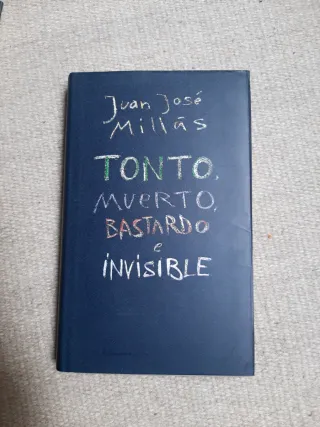 Juan José
Millás
TONTO,
MUERTO,
BASTARDO
e
iNViSiBLE